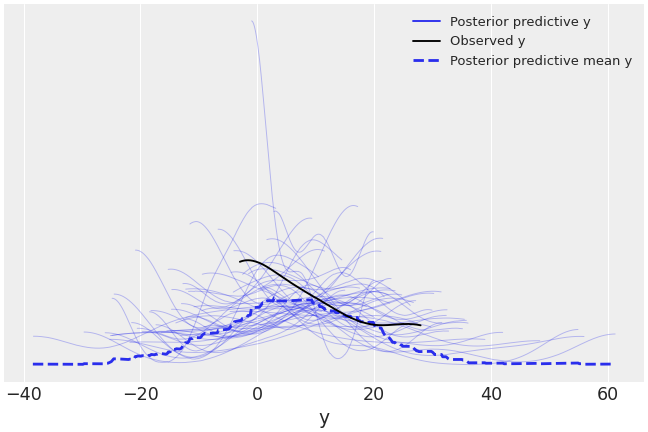 Posterior predictive y
Observed y
Posterior predictive mean y
−40 −20 0 20 40 60
y